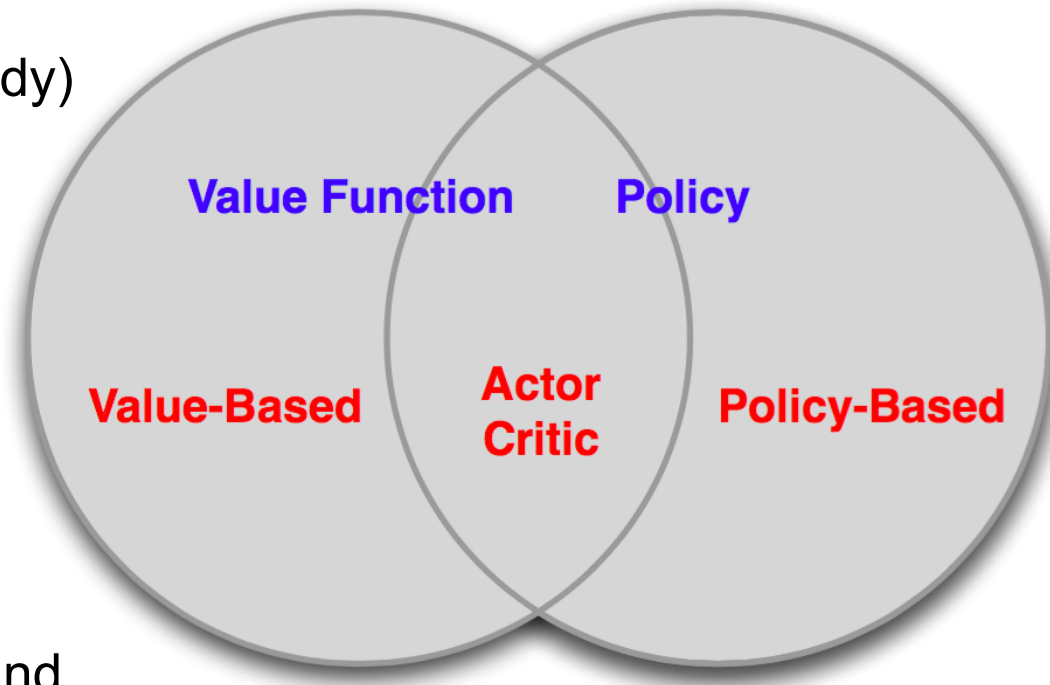 dy)
Value Function
Policy
Value-Based
Actor
Critic
Policy-Based
nd